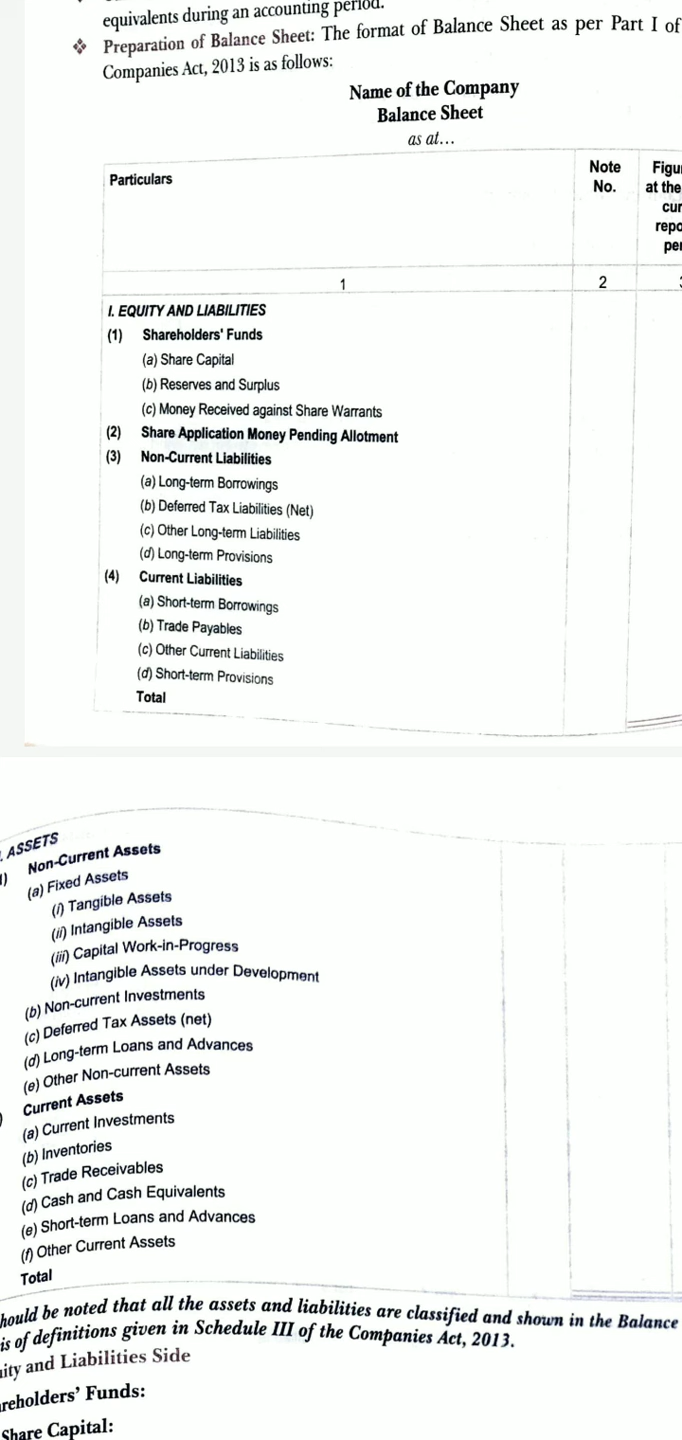 equivalents during an accounting period.
❖ Preparation of Balance Sheet: The format of Balance Sheet as per Part I of
Companies Act, 2013 is as follows:
Name of the Company
Balance Sheet
as at...
Particulars
Note
No.
at the
1
2
I. EQUITY AND LIABILITIES
(1) Shareholders' Funds
(a) Share Capital
(b) Reserves and Surplus
(c) Money Received against Share Warrants
(2) Share Application Money Pending Allotment
(3) Non-Current Liabilities
(a) Long-term Borrowings
(b) Deferred Tax Liabilities (Net)
(c) Other Long-term Liabilities
(d) Long-term Provisions
(4) Current Liabilities
(a) Short-term Borrowings
(b) Trade Payables
(c) Other Current Liabilities
(d) Short-term Provisions
Total
. ASSETS
) Non-Current Assets
(a) Fixed Assets
(i) Tangible Assets
(ii) Intangible Assets
(iii) Capital Work-in-Progress
(iv) Intangible Assets under Development
(b) Non-current Investments
(c) Deferred Tax Assets (net)
(d) Long-term Loans and Advances
(e) Other Non-current Assets
) Current Assets
(a) Current Investments
(b) Inventories
(c) Trade Receivables
(d) Cash and Cash Equivalents
(e) Short-term Loans and Advances
(f) Other Current Assets
Total
hould be noted that all the assets and liabilities are classified and shown in the Balance
is of definitions given in Schedule III of the Companies Act, 2013.
ity and Liabilities Side
reholders' Funds:
Share Capital: